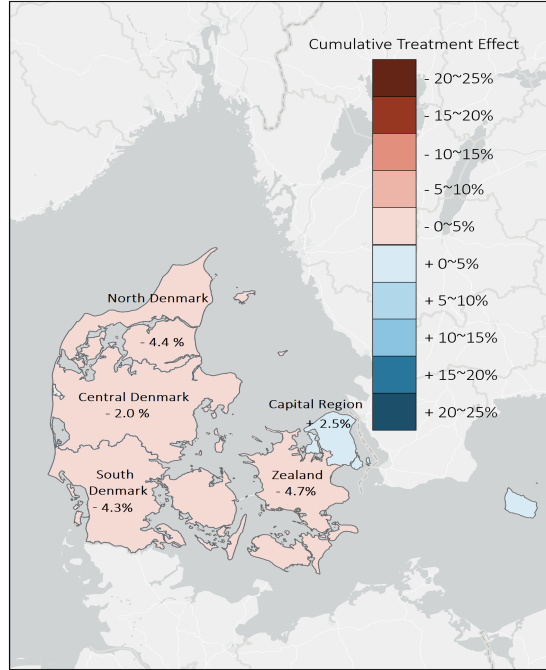 Cumulative Treatment Effect
- 20~25%
- 15~20%
- 10~15%
- 5~10%
- 0~5%
+ 0~5%
+ 5~10%
+ 10~15%
+ 15~20%
+ 20~25%
North Denmark
- 4.4 %
Central Denmark
- 2.0 %
Capital Region
+ 2.5%
South
Denmark
- 4.3%
Zealand
- 4.7%